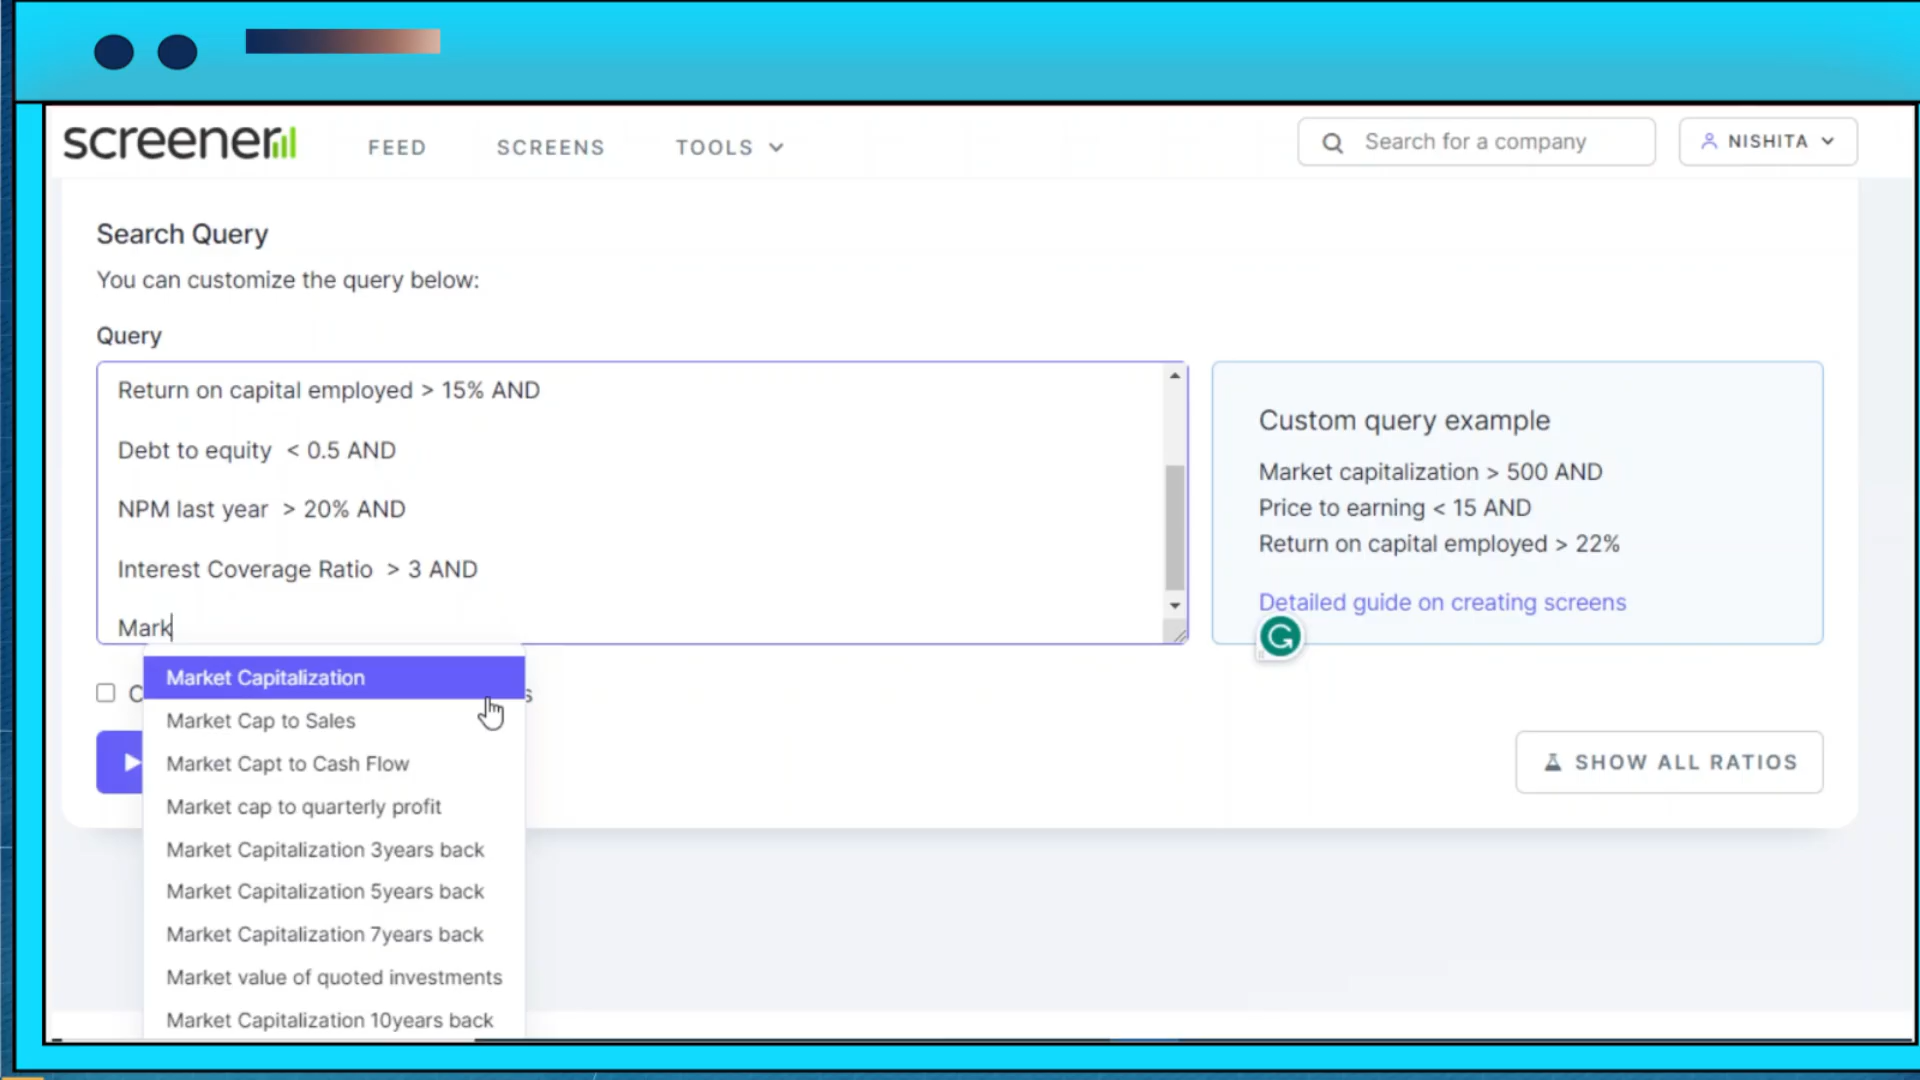 screener
FEED
SCREENS
TOOLS
Search for a company
NISHITA
Search Query
You can customize the query below:
Query
Return on capital employed > 15% AND
Debt to equity < 0.5 AND
NPM last year > 20% AND
Interest Coverage Ratio > 3 AND
Mark
Custom query example
Market capitalization > 500 AND
Price to earning < 15 AND
Return on capital employed > 22%
Detailed guide on creating screens
Market Capitalization
Market Cap to Sales
Market Capt to Cash Flow
Market cap to quarterly profit
Market Capitalization 3years back
Market Capitalization 5years back
Market Capitalization 7years back
Market value of quoted investments
Market Capitalization 10years back
SHOW ALL RATIOS